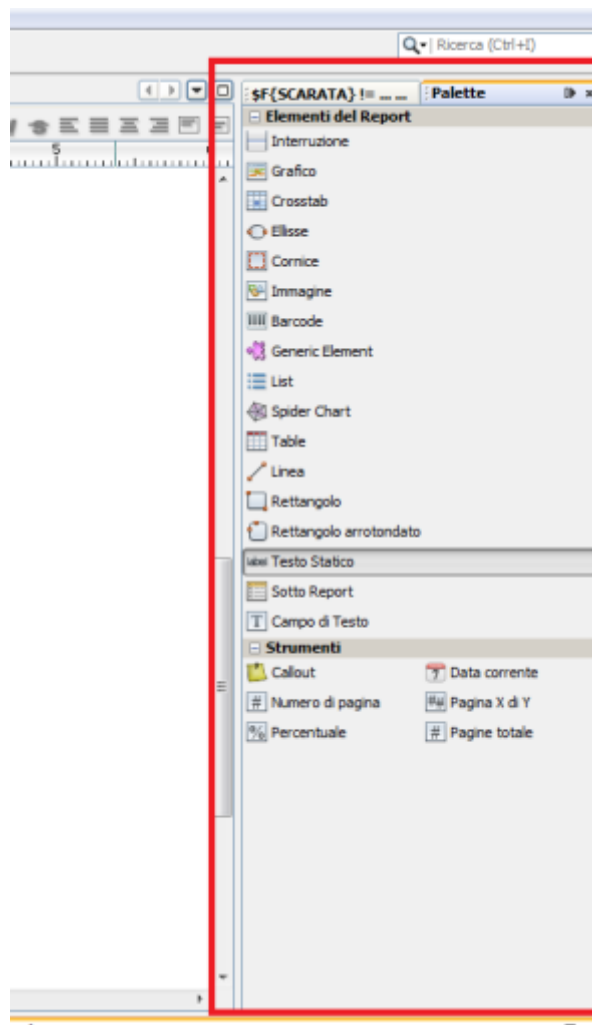 Ricerca (Ctrl+I)
$F{SCARATA} != ... ... Palette
Elementi del Report
5
Interruzione
Grafico
Crosstab
Ellisse
Cornice
Immagine
Barcode
Generic Element
List
Spider Chart
Table
Linea
Rettangolo
Rettangolo arrotondato
label Testo Statico
Sotto Report
T Campo di Testo
Strumenti
Callout 7 Data corrente
# Numero di pagina #/# Pagina X di Y
% Percentuale # Pagine totale